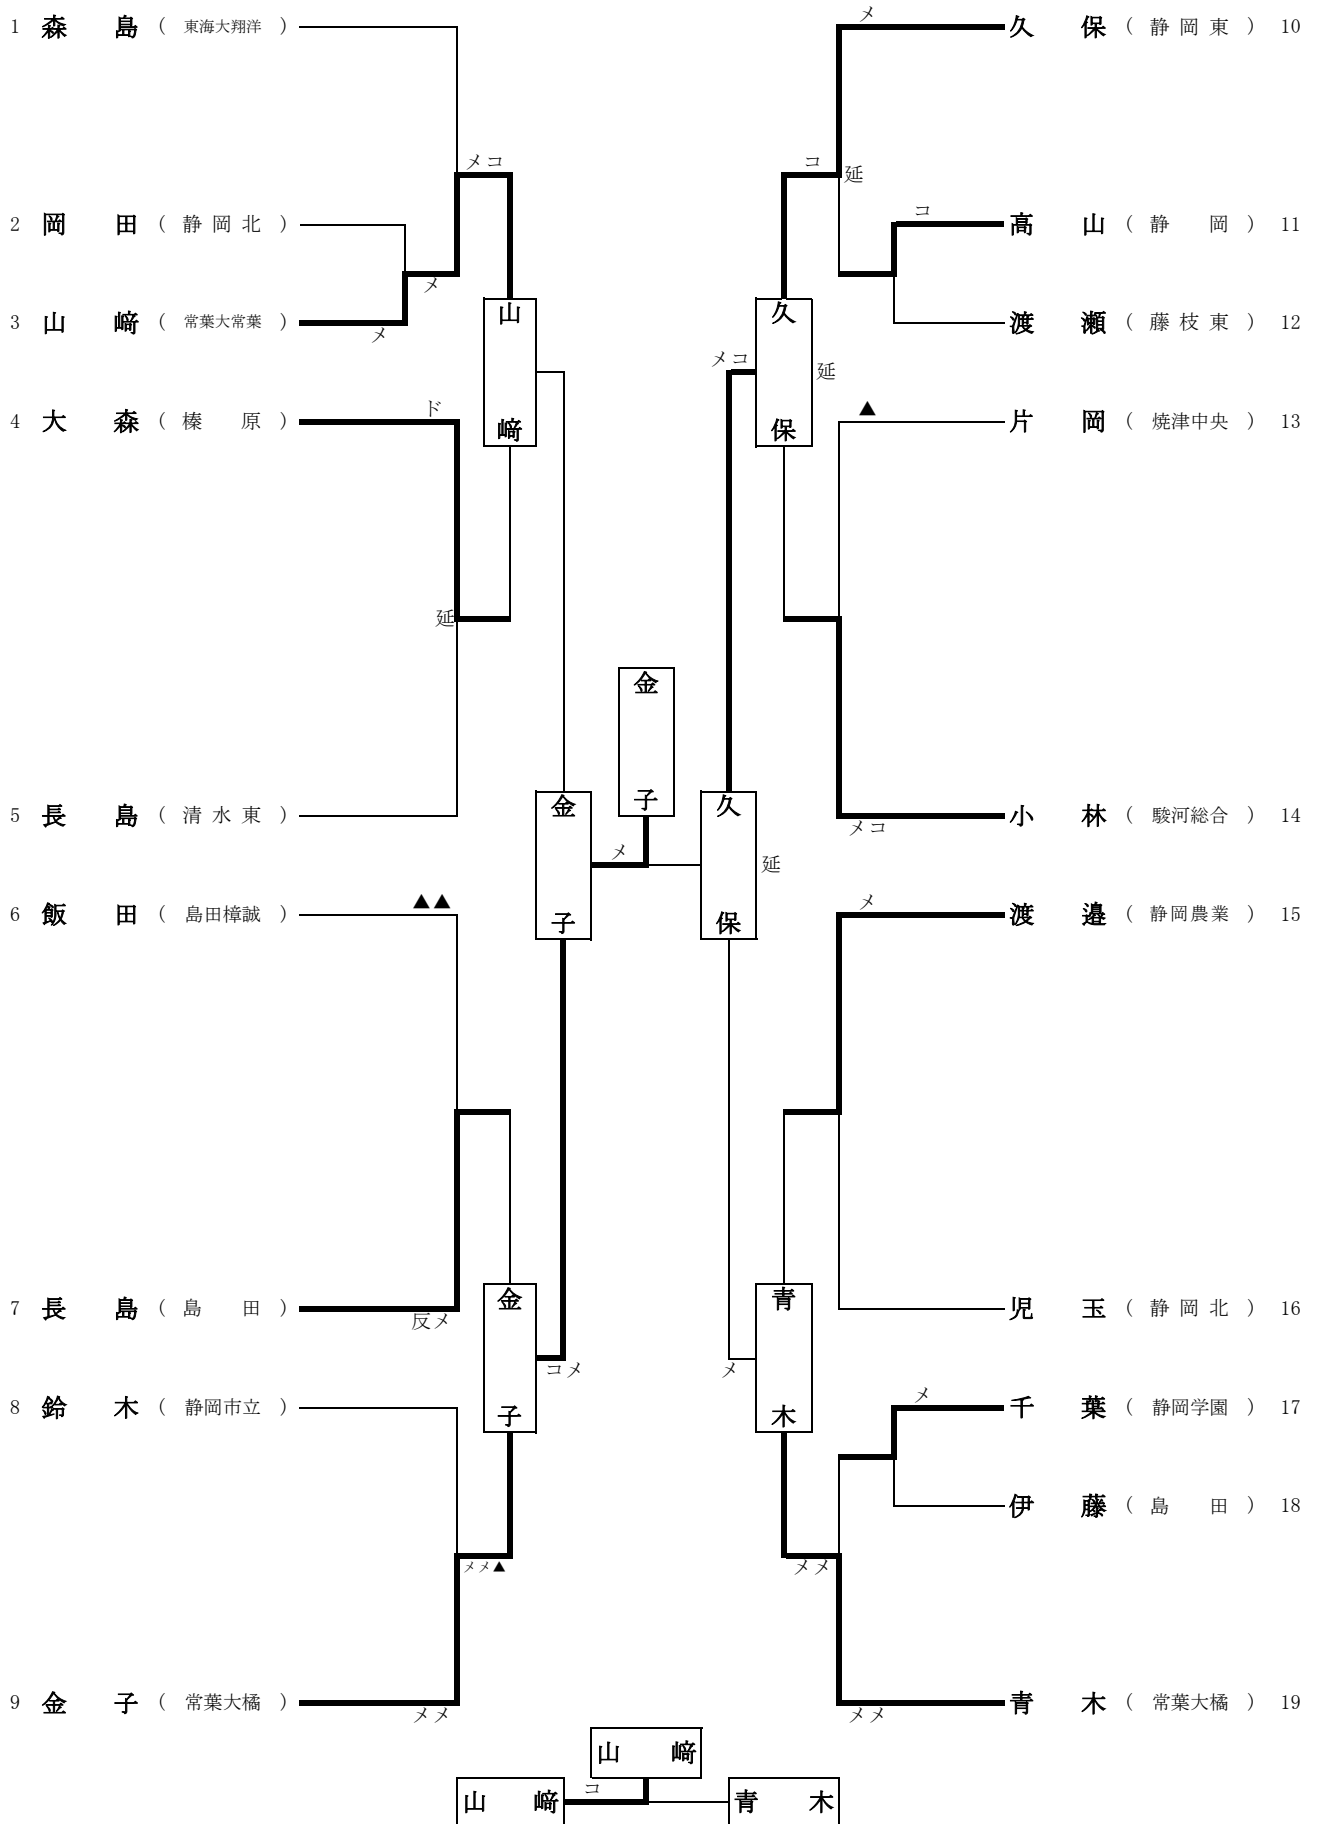 1 森 島 ( 東海大翔洋 )
メ
久 保 ( 静 岡 東 ) 10
メコ
コ
延
2 岡 田 ( 静 岡 北 )
コ
高 山 ( 静 岡 ) 11
メ
3 山 﨑 ( 常葉大常葉 )
メ
山 﨑
久 保
渡 瀬 ( 藤 枝 東 ) 12
メコ
延
4 大 森 ( 榛 原 )
ド
▲
片 岡 ( 焼津中央 ) 13
延
金 子
5 長 島 ( 清 水 東 )
金 子
久 保
メコ
小 林 ( 駿河総合 ) 14
メ
延
6 飯 田 ( 島田樟誠 )
▲▲
メ
渡 邉 ( 静岡農業 ) 15
7 長 島 ( 島 田 )
反メ
金 子
青 木
児 玉 ( 静 岡 北 ) 16
コメ
メ
8 鈴 木 ( 静岡市立 )
メ
千 葉 ( 静岡学園 ) 17
伊 藤 ( 島 田 ) 18
メメ▲
メメ
9 金 子 ( 常葉大橘 )
メメ
メメ
青 木 ( 常葉大橘 ) 19
山 﨑
山 﨑
コ
青 木